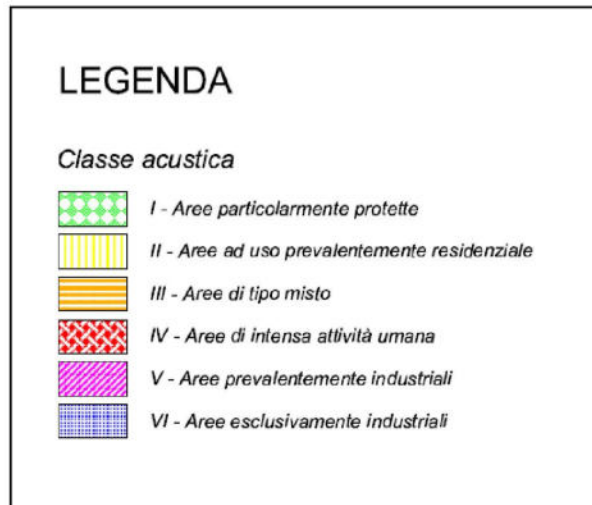 LEGENDA
Classe acustica
I - Aree particolarmente protette
II - Aree ad uso prevalentemente residenziale
III - Aree di tipo misto
IV - Aree di intensa attività umana
V - Aree prevalentemente industriali
VI - Aree esclusivamente industriali